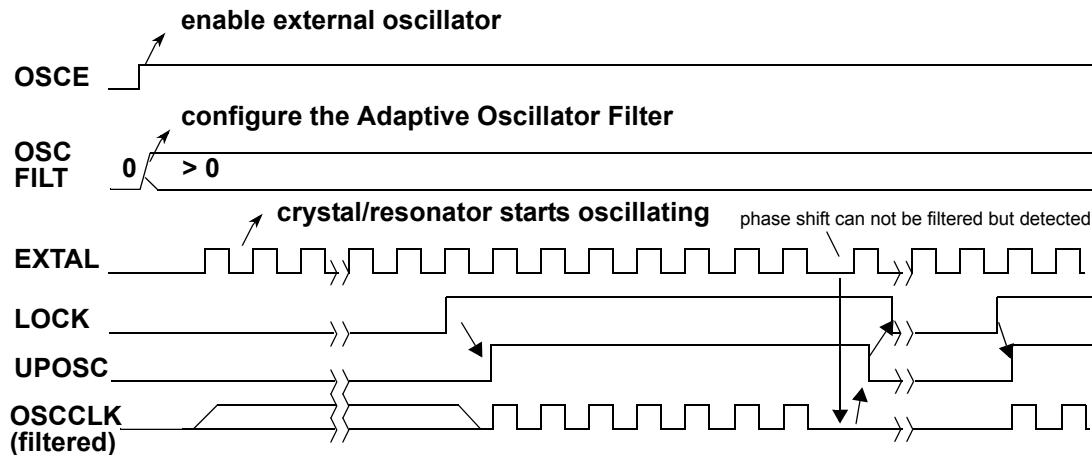 enable external oscillator
OSCE
configure the Adaptive Oscillator Filter
OSC
FILT
0 > 0
crystal/resonator starts oscillating
phase shift can not be filtered but detected
EXTAL
LOCK
UPOSC
OSCCLK
(filtered)